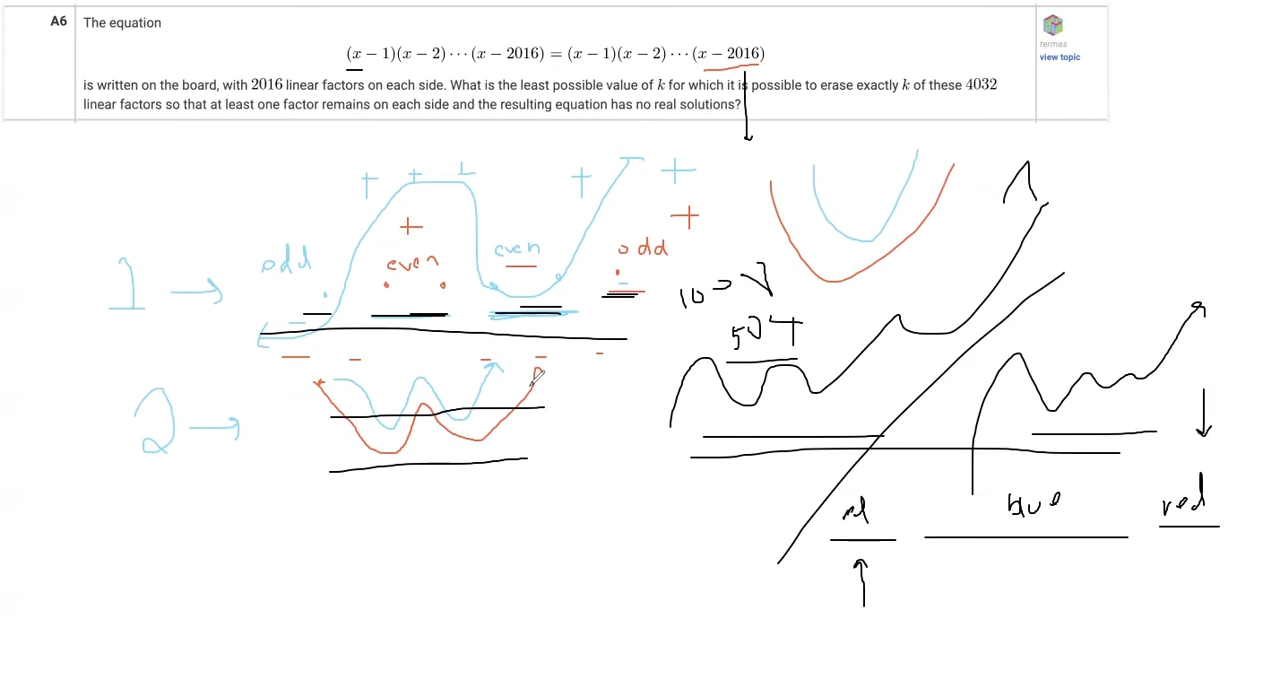 A6 The equation
termas
view topic
(x − 1)(x − 2) · · · (x − 2016) = (x − 1)(x − 2) · · · (x − 2016)
is written on the board, with 2016 linear factors on each side. What is the least possible value of k for which it is possible to erase exactly k of these 4032
linear factors so that at least one factor remains on each side and the resulting equation has no real solutions?
+ + + + +
+ +
odd even even odd
1 →
504
2 →
blue red